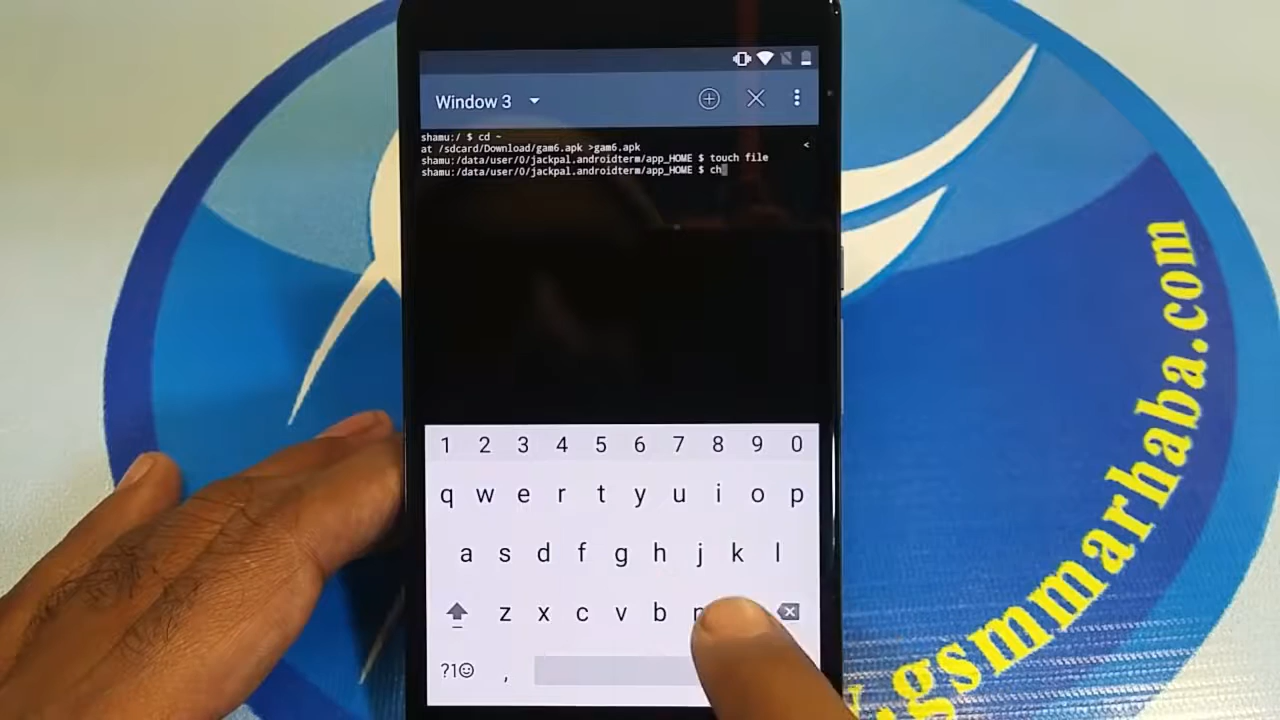 Window 3
shamu:/ $ cd ~
at /sdcard/Download/gam6.apk >gam6.apk
<
shamu:/data/user/0/jackpal.androidterm/app_HOME $ touch file
shamu:/data/user/0/jackpal.androidterm/app_HOME $ ch
1 2 3 4 5 6 7 8 9 0
q w e r t y u i o p
a s d f g h j k l
z x c v b n
?1☺ ,
igsmmarhaba.com